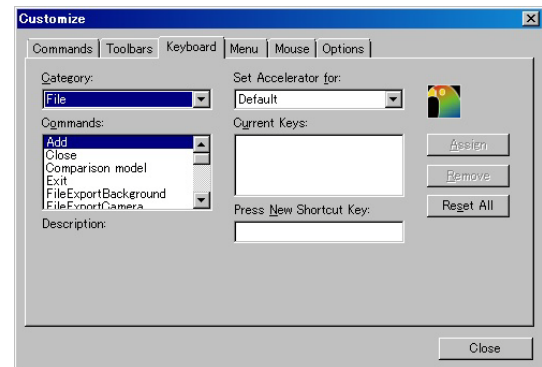 Customize
Commands Toolbars Keyboard Menu Mouse Options
Category: Set Accelerator for:
File Default
Commands: Current Keys:
Add
Close
Comparison model
Exit
FileExportBackground
FileExportCamera
Assign
Remove
Reset All
Description: Press New Shortcut Key:
Close